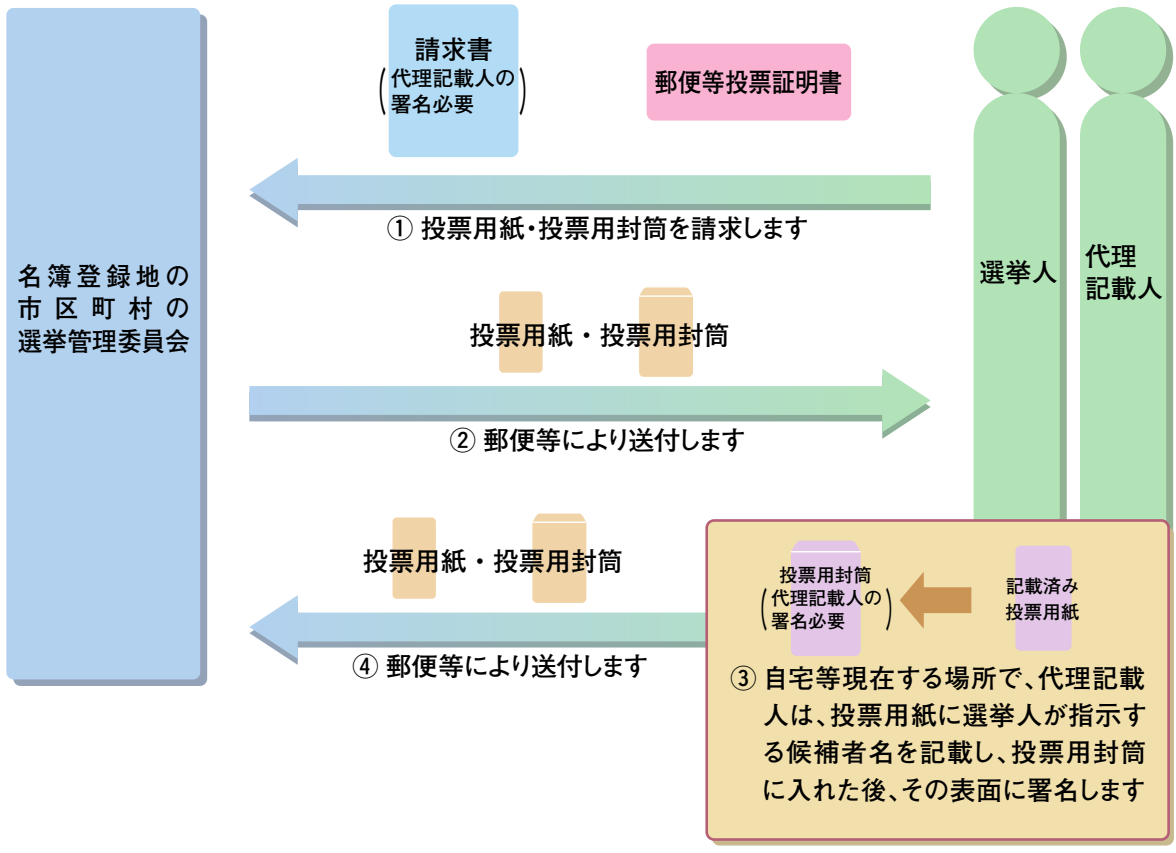 請求書
(代理記載人の
署名必要)
郵便等投票証明書
① 投票用紙・投票用封筒を請求します
名簿登録地の
市区町村の
選挙管理委員会
選挙人
代理
記載人
投票用紙・投票用封筒
② 郵便等により送付します
投票用紙・投票用封筒
④ 郵便等により送付します
投票用封筒
(代理記載人の
署名必要)
記載済み
投票用紙
③ 自宅等現在する場所で、代理記載
人は、投票用紙に選挙人が指示す
る候補者名を記載し、投票用封筒
に入れた後、その表面に署名します